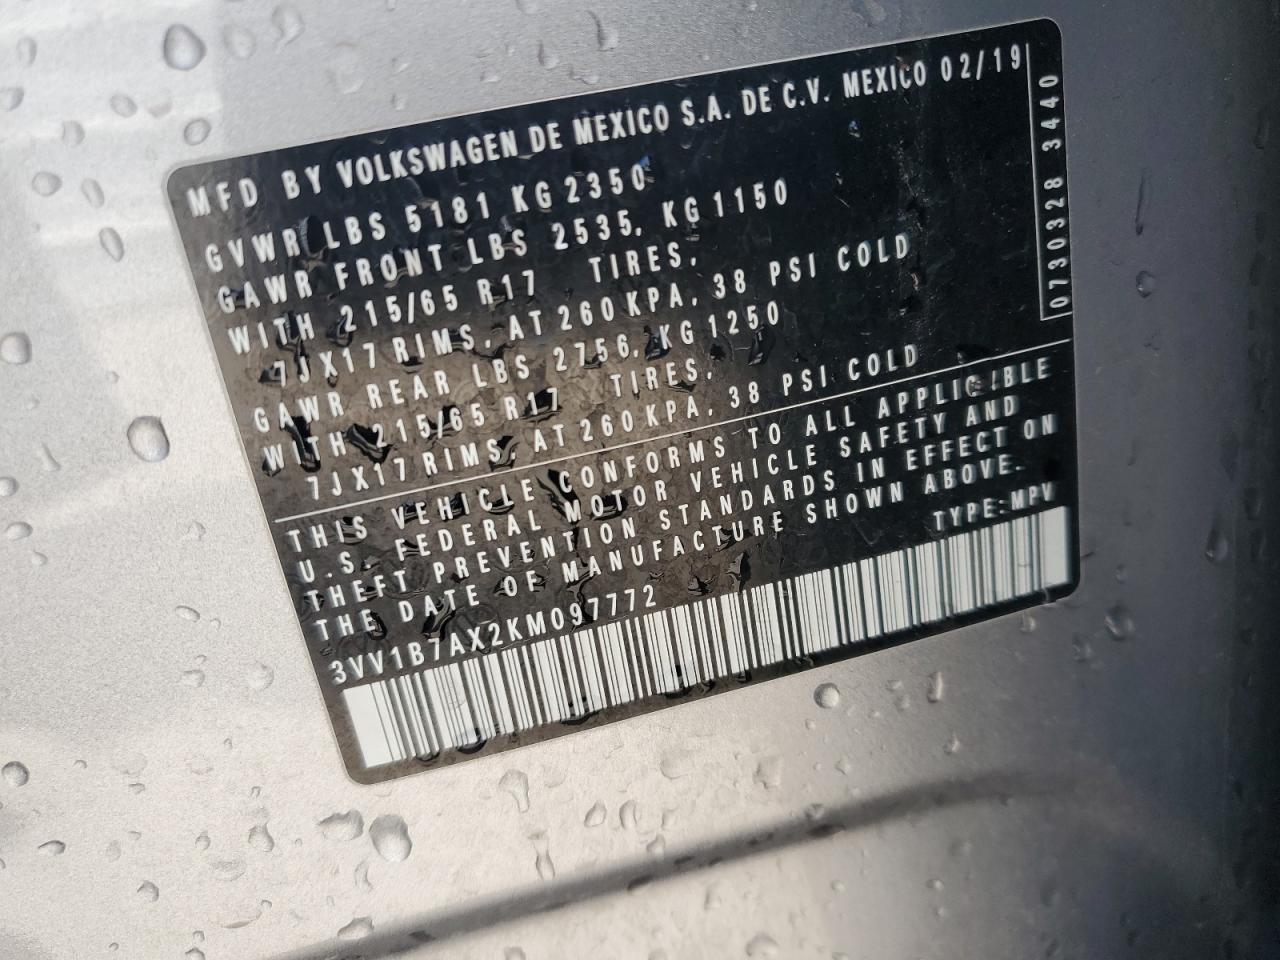 MFD BY VOLKSWAGEN DE MEXICO S.A. DE C.V. MEXICO 02/19
GVWR LBS 5181 KG 2350
GAWR FRONT LBS 2535, KG 1150
WITH 215/65 R17 TIRES,
7JX17 RIMS, AT 260 KPA, 38 PSI COLD
GAWR REAR LBS 2756, KG 1250
WITH 215/65 R17 TIRES,
7JX17 RIMS, AT 260 KPA, 38 PSI COLD
THIS VEHICLE CONFORMS TO ALL APPLICIBLE
U.S. FEDERAL MOTOR VEHICLE SAFETY AND
THEFT PREVENTION STANDARDS IN EFFECT ON
THE DATE OF MANUFACTURE SHOWN ABOVE.
TYPE:MPV
3VV1B7AX2KM097772
0730328 3440